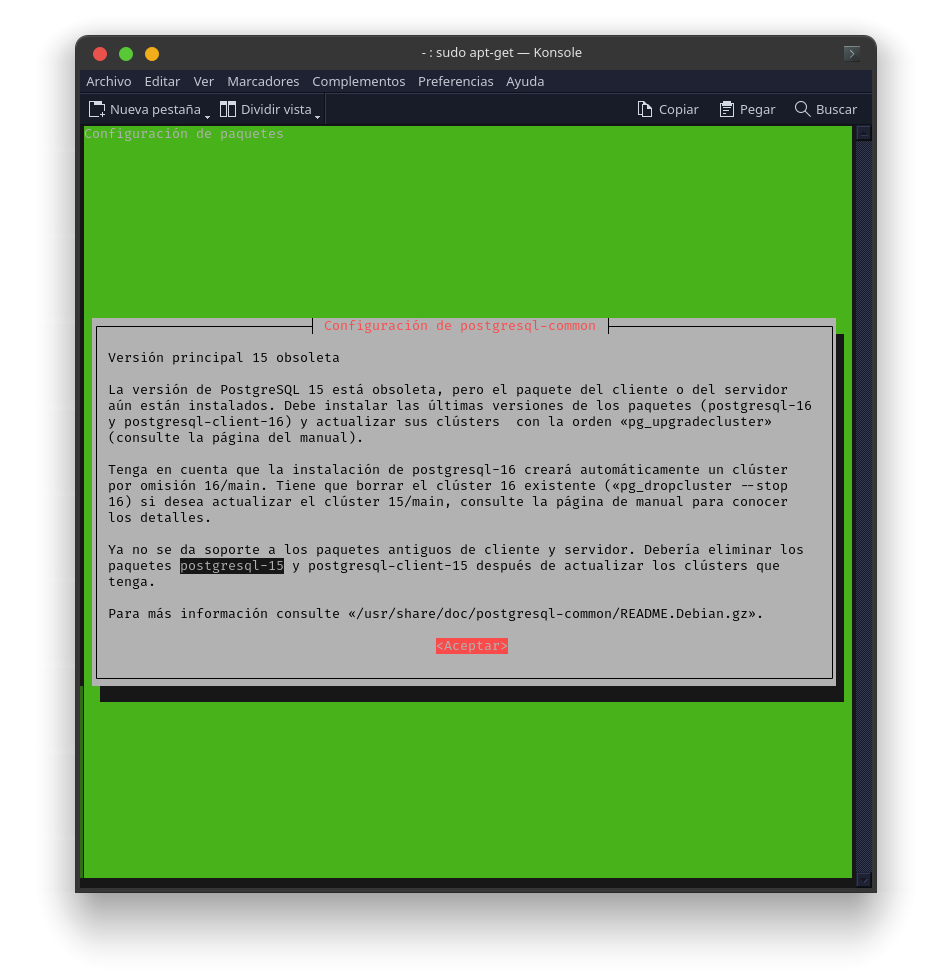 - : sudo apt-get — Konsole
Archivo Editar Ver Marcadores Complementos Preferencias Ayuda
Nueva pestaña Dividir vista Copiar Pegar Buscar
Configuración de paquetes
Configuración de postgresql-common
Versión principal 15 obsoleta
La versión de PostgreSQL 15 está obsoleta, pero el paquete del cliente o del servidor
aún están instalados. Debe instalar las últimas versiones de los paquetes (postgresql-16
y postgresql-client-16) y actualizar sus clústers  con la orden «pg_upgradecluster»
(consulte la página del manual).
Tenga en cuenta que la instalación de postgresql-16 creará automáticamente un clúster
por omisión 16/main. Tiene que borrar el clúster 16 existente («pg_dropcluster --stop
16) si desea actualizar el clúster 15/main, consulte la página de manual para conocer
los detalles.
Ya no se da soporte a los paquetes antiguos de cliente y servidor. Debería eliminar los
paquetes postgresql-15 y postgresql-client-15 después de actualizar los clústers que
tenga.
Para más información consulte «/usr/share/doc/postgresql-common/README.Debian.gz».
<Aceptar>